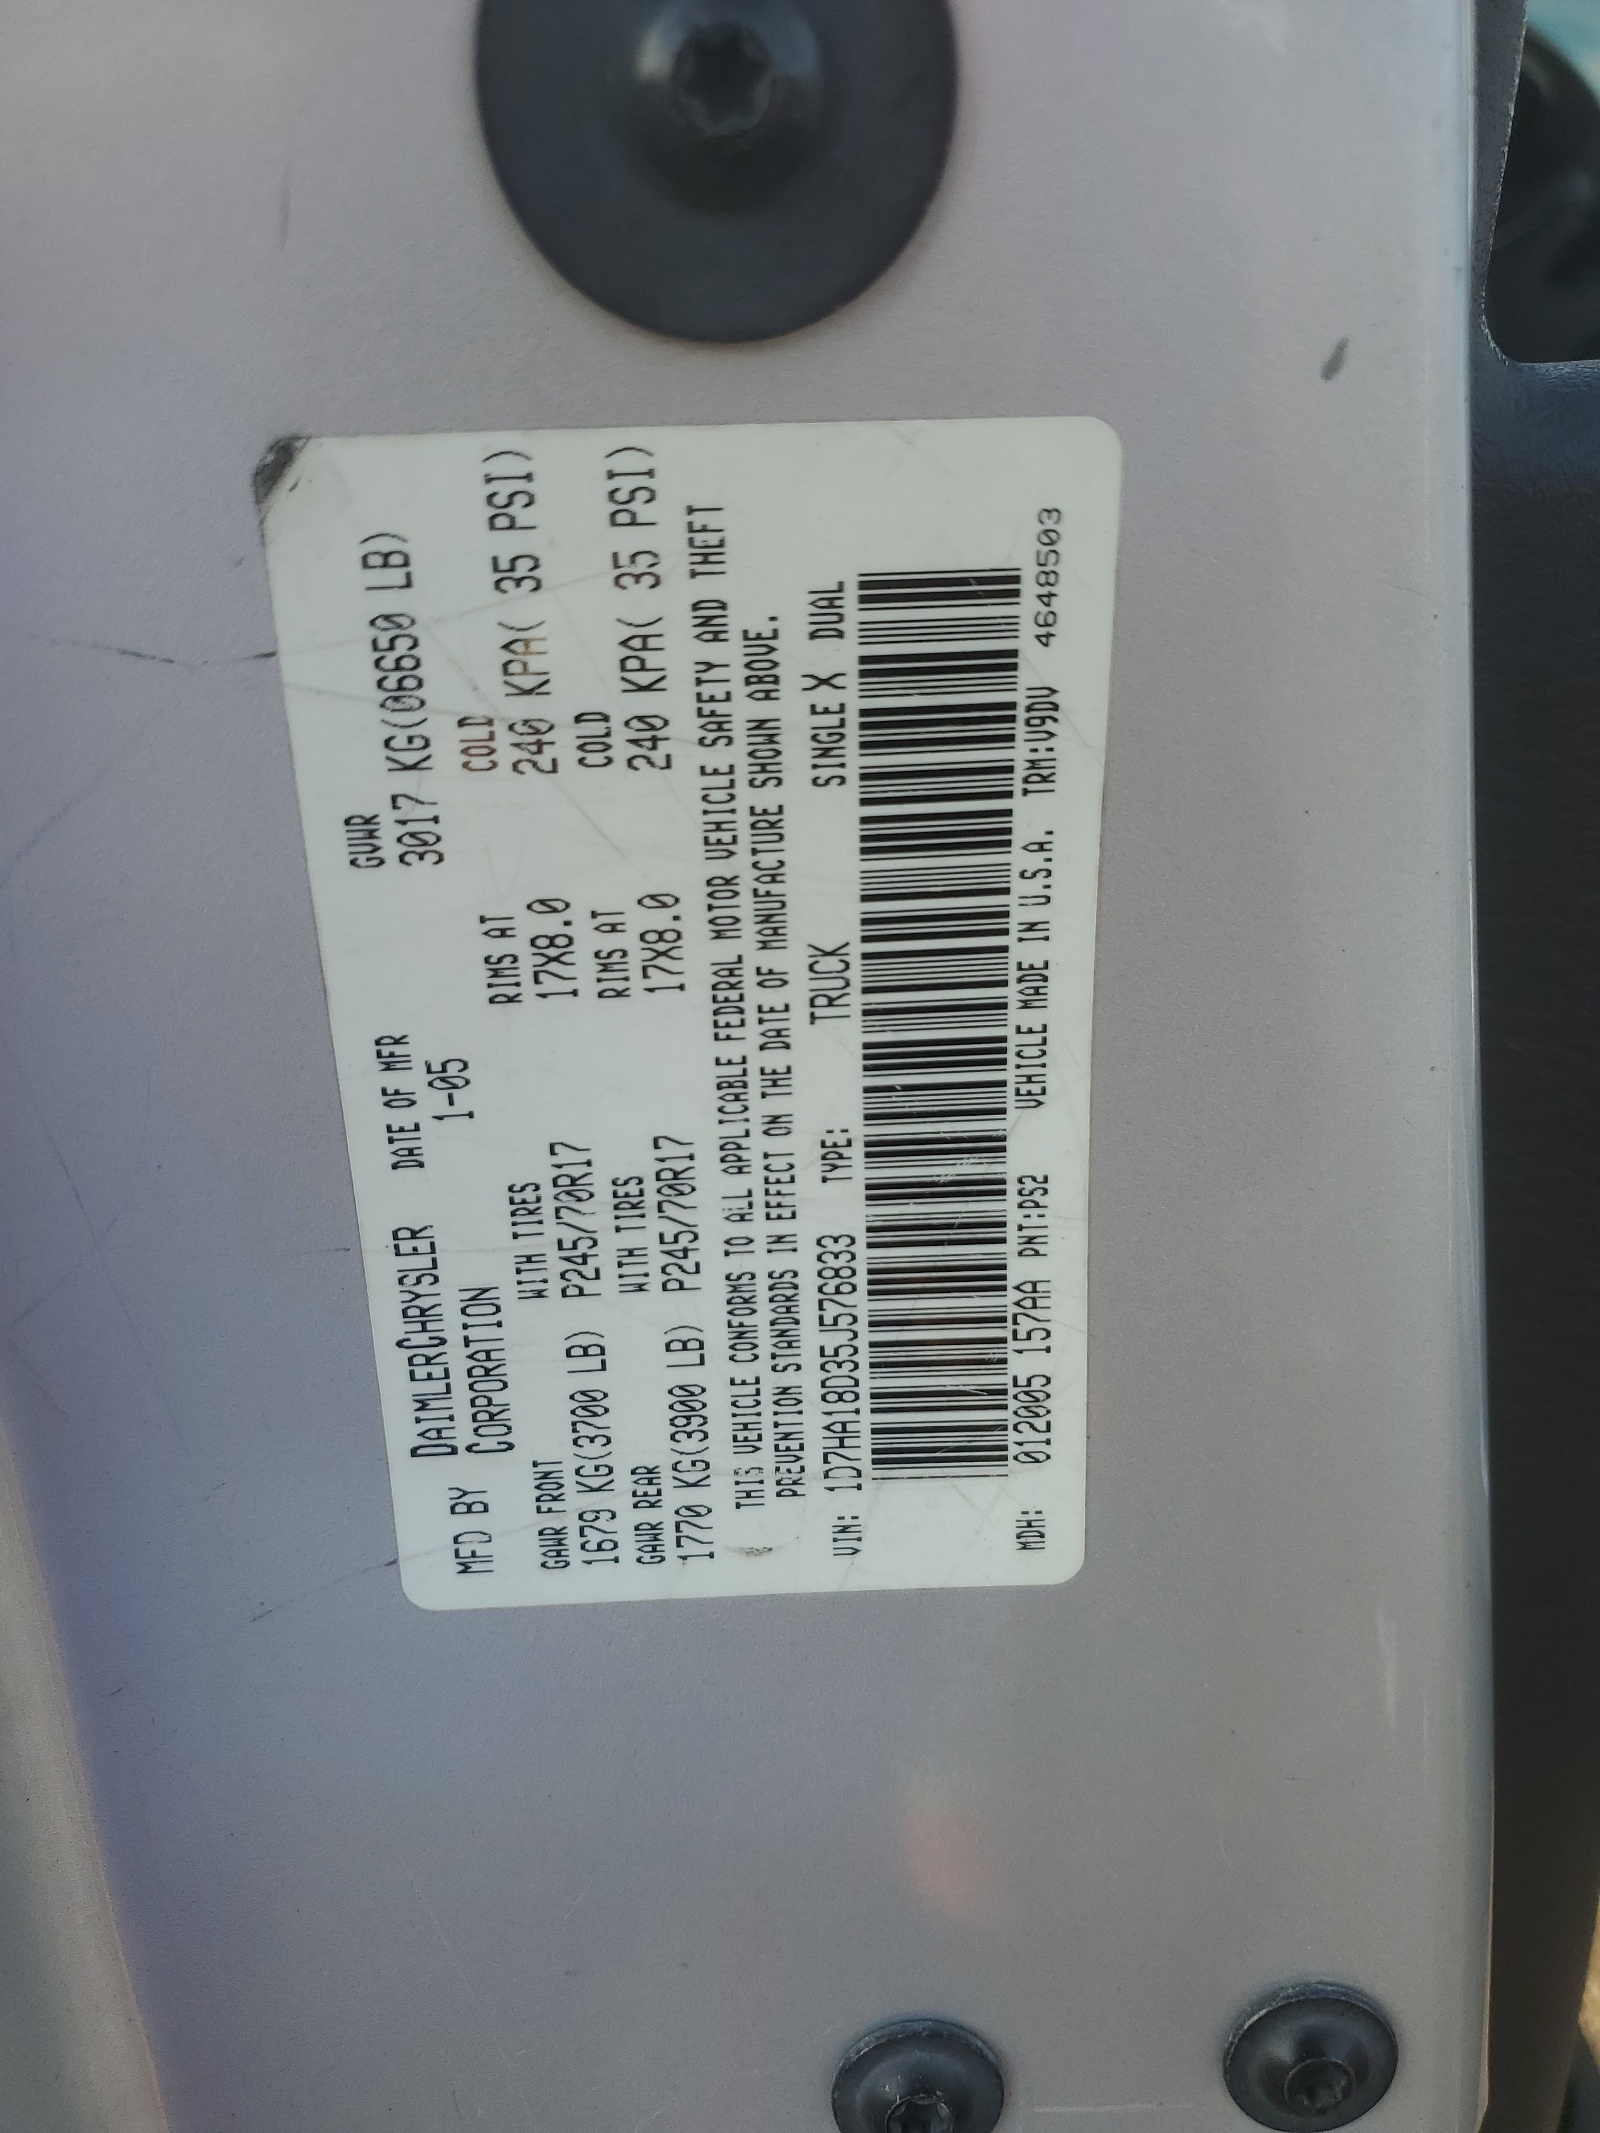 MFD BY DAIMLERCHRYSLER CORPORATION DATE OF MFR 1-05 GVWR 3017 KG(06650 LB)
GAWR FRONT WITH TIRES RIMS AT COLD
1679 KG(3700 LB) P245/70R17 17X8.0 240 KPA( 35 PSI)
GAWR REAR WITH TIRES RIMS AT COLD
1770 KG(3900 LB) P245/70R17 17X8.0 240 KPA( 35 PSI)
THIS VEHICLE CONFORMS TO ALL APPLICABLE FEDERAL MOTOR VEHICLE SAFETY AND THEFT
PREVENTION STANDARDS IN EFFECT ON THE DATE OF MANUFACTURE SHOWN ABOVE.
VIN: 1D7HA18D35J576833 TYPE: TRUCK SINGLE X DUAL
MDH: 012005 157AA PNT:PS2 VEHICLE MADE IN U.S.A. TRM:V9DV 4648503